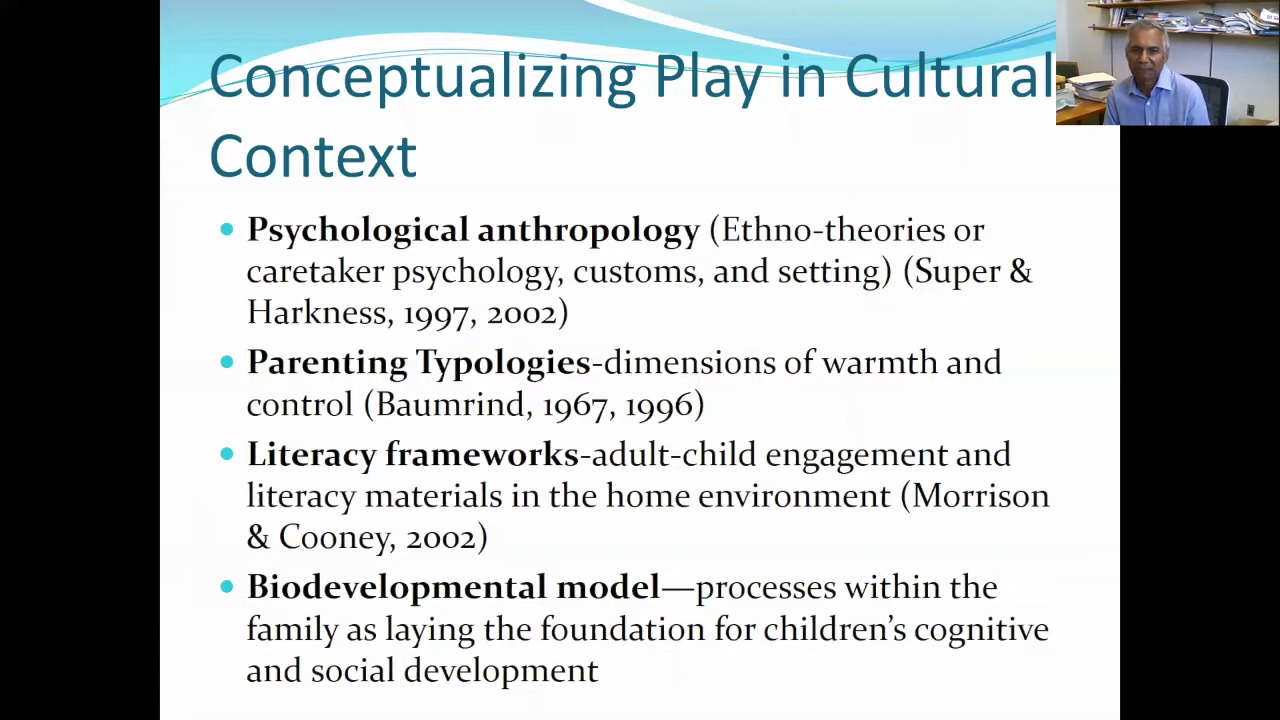 Conceptualizing Play in Cultural
Context
• Psychological anthropology (Ethno-theories or
caretaker psychology, customs, and setting) (Super &
Harkness, 1997, 2002)
• Parenting Typologies-dimensions of warmth and
control (Baumrind, 1967, 1996)
• Literacy frameworks-adult-child engagement and
literacy materials in the home environment (Morrison
& Cooney, 2002)
• Biodevelopmental model—processes within the
family as laying the foundation for children’s cognitive
and social development